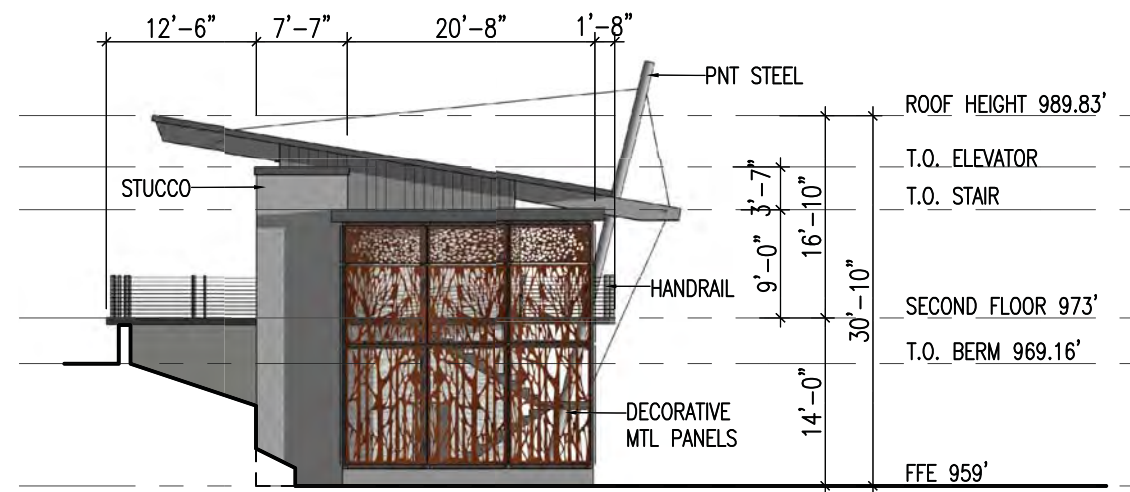 12'-6" 7'-7" 20'-8" 1'-8"
PNT STEEL
ROOF HEIGHT 989.83'
T.O. ELEVATOR
STUCCO
T.O. STAIR
3'-7"
16'-10"
9'-0"
HANDRAIL
SECOND FLOOR 973'
30'-10"
T.O. BERM 969.16'
14'-0"
DECORATIVE
MTL PANELS
FFE 959'